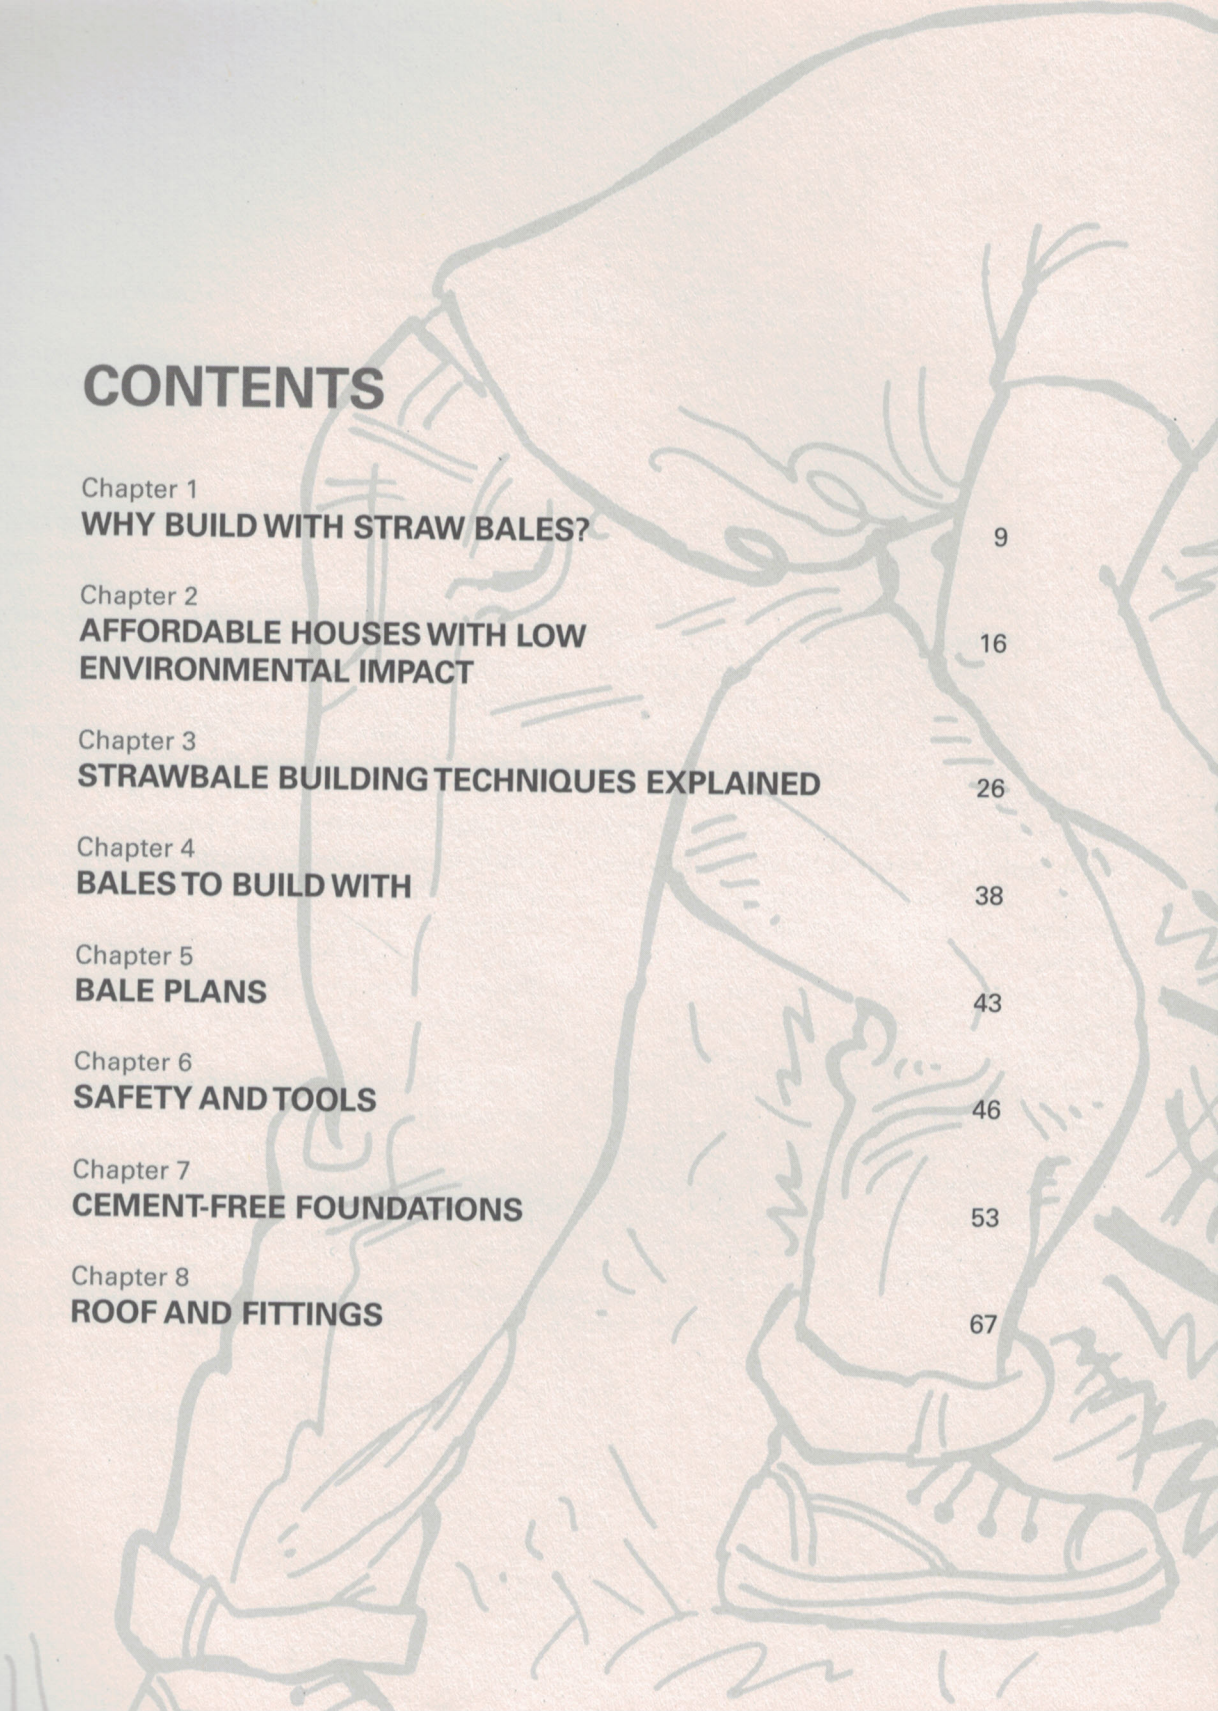 CONTENTS
Chapter 1
WHY BUILD WITH STRAW BALES? 9
Chapter 2
AFFORDABLE HOUSES WITH LOW 16
ENVIRONMENTAL IMPACT
Chapter 3
STRAWBALE BUILDING TECHNIQUES EXPLAINED 26
Chapter 4
BALES TO BUILD WITH 38
Chapter 5
BALE PLANS 43
Chapter 6
SAFETY AND TOOLS 46
Chapter 7
CEMENT-FREE FOUNDATIONS 53
Chapter 8
ROOF AND FITTINGS 67